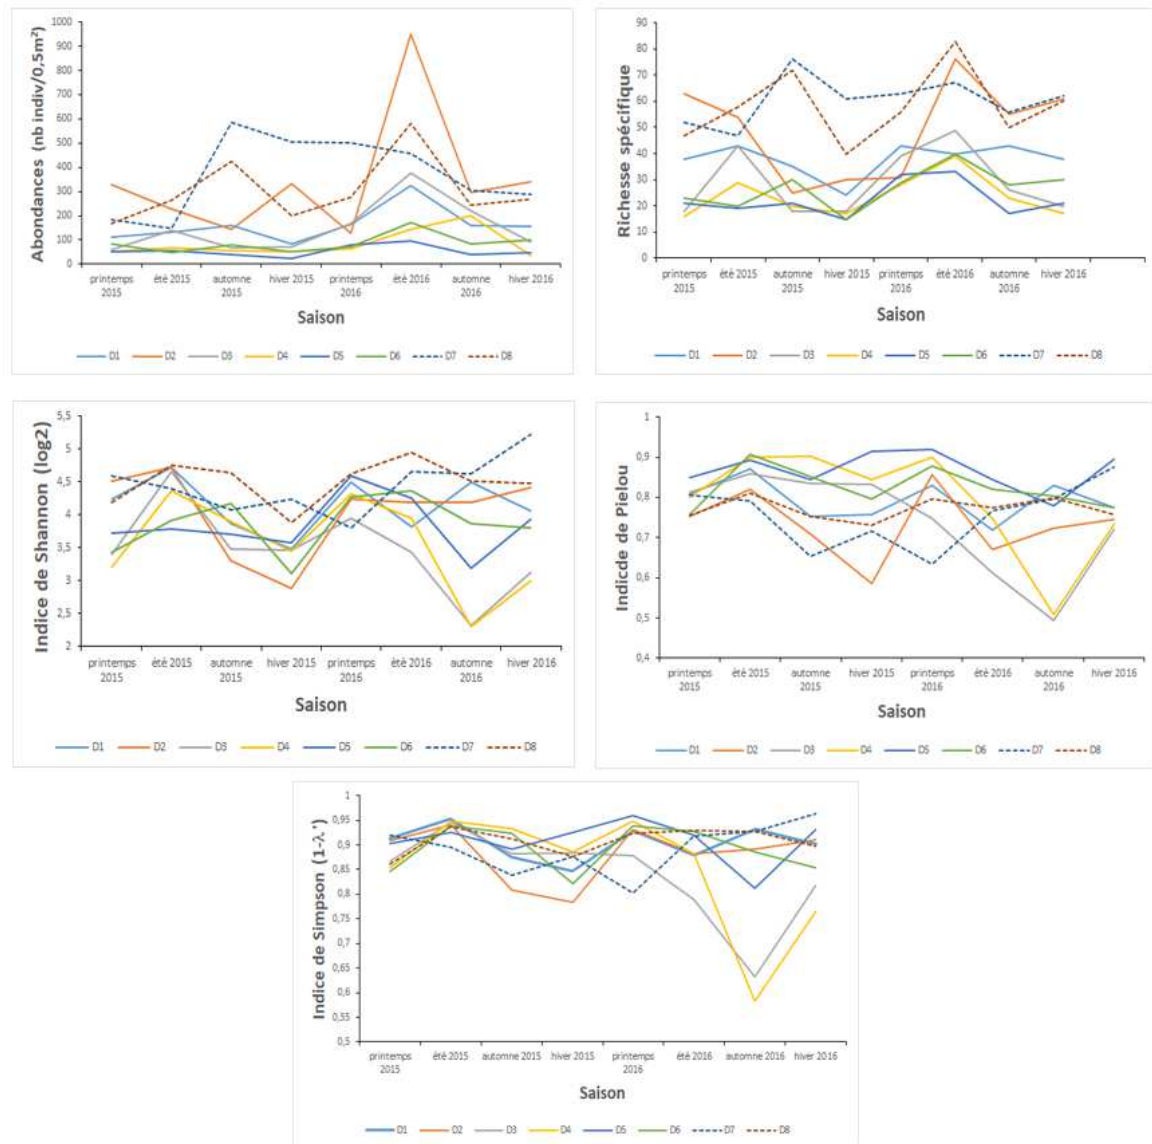 Abondances (nb indiv/0,5m²)
1000
900
800
700
600
500
400
300
200
100
0
printemps 2015
été 2015
automne 2015
hiver 2015
printemps 2016
été 2016
automne 2016
hiver 2016
Saison
D1 D2 D3 D4 D5 D6 D7 D8
Richesse spécifique
90
80
70
60
50
40
30
20
10
0
printemps 2015
été 2015
automne 2015
hiver 2015
printemps 2016
été 2016
automne 2016
hiver 2016
Saison
D1 D2 D3 D4 D5 D6 D7 D8
Indice de Shannon (log2)
5,5
5
4,5
4
3,5
3
2,5
2
printemps 2015
été 2015
automne 2015
hiver 2015
printemps 2016
été 2016
automne 2016
hiver 2016
Saison
D1 D2 D3 D4 D5 D6 D7 D8
Indicde de Pielou
1
0,9
0,8
0,7
0,6
0,5
0,4
printemps 2015
été 2015
automne 2015
hiver 2015
printemps 2016
été 2016
automne 2016
hiver 2016
Saison
D1 D2 D3 D4 D5 D6 D7 D8
Indice de Simpson (1-λ')
1
0,95
0,9
0,85
0,8
0,75
0,7
0,65
0,6
0,55
0,5
printemps 2015
été 2015
automne 2015
hiver 2015
printemps 2016
été 2016
automne 2016
hiver 2016
Saison
D1 D2 D3 D4 D5 D6 D7 D8